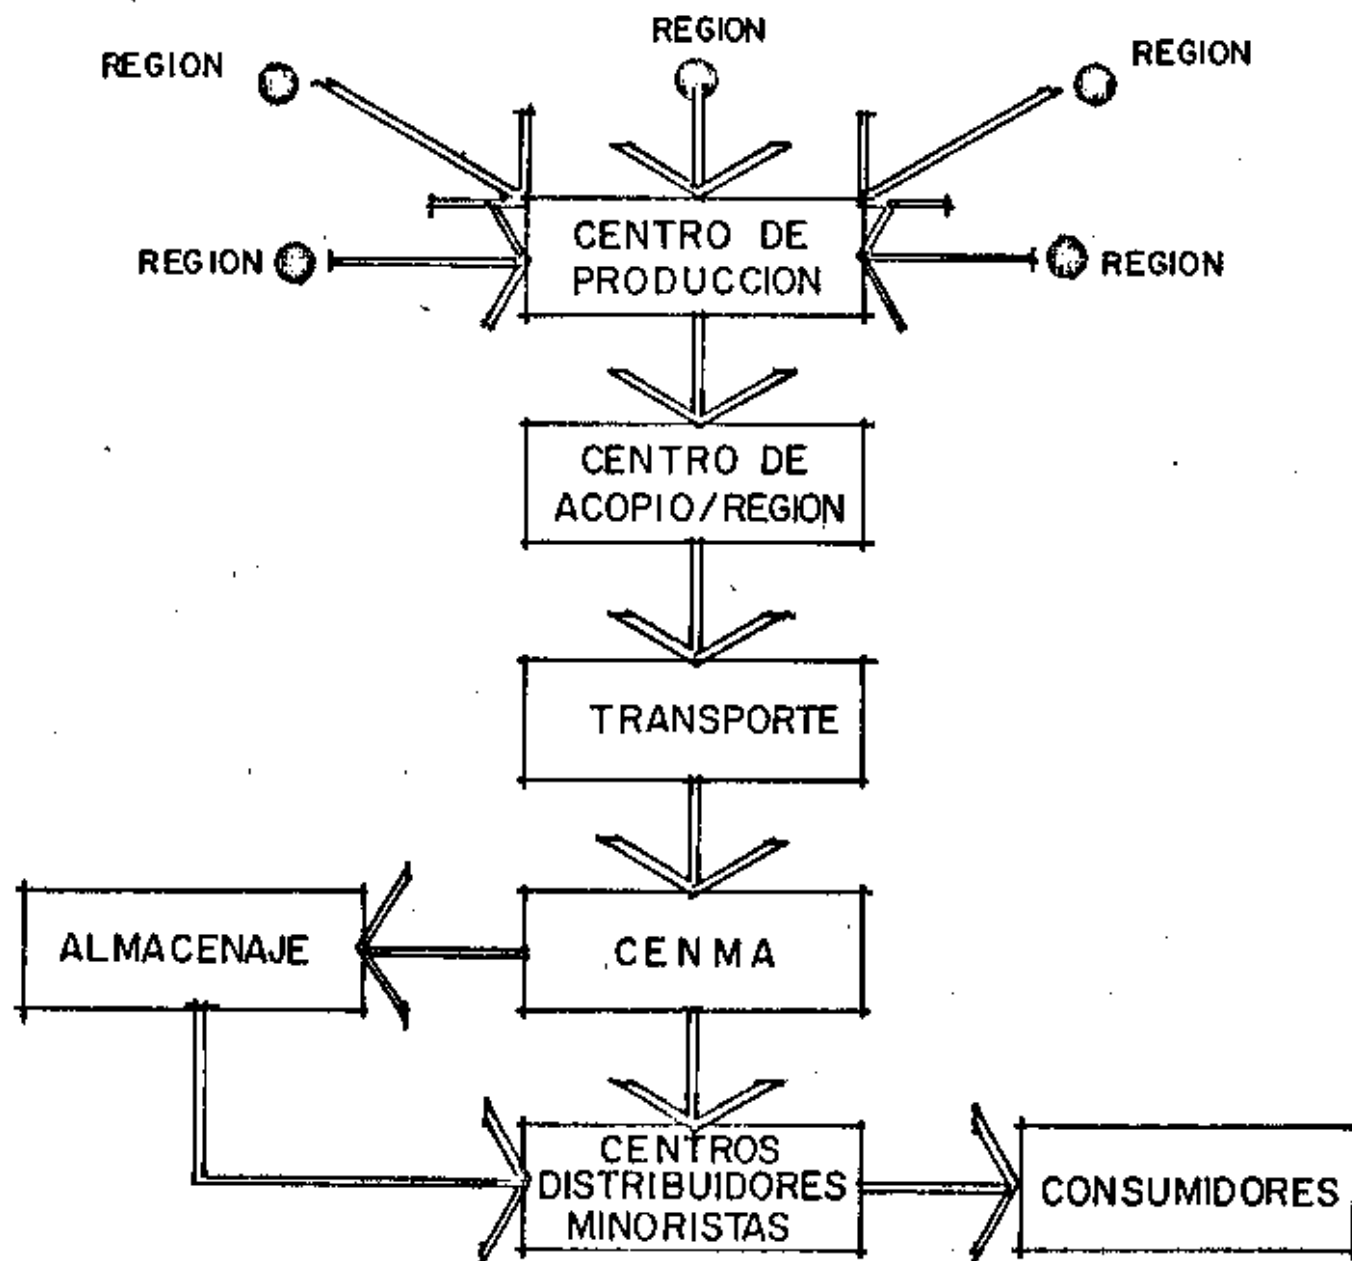 REGION
REGION
REGION
REGION
REGION
CENTRO DE
PRODUCCION
CENTRO DE
ACOPIO/REGION
TRANSPORTE
ALMACENAJE
CENMA
CENTROS
DISTRIBUIDORES
MINORISTAS
CONSUMIDORES